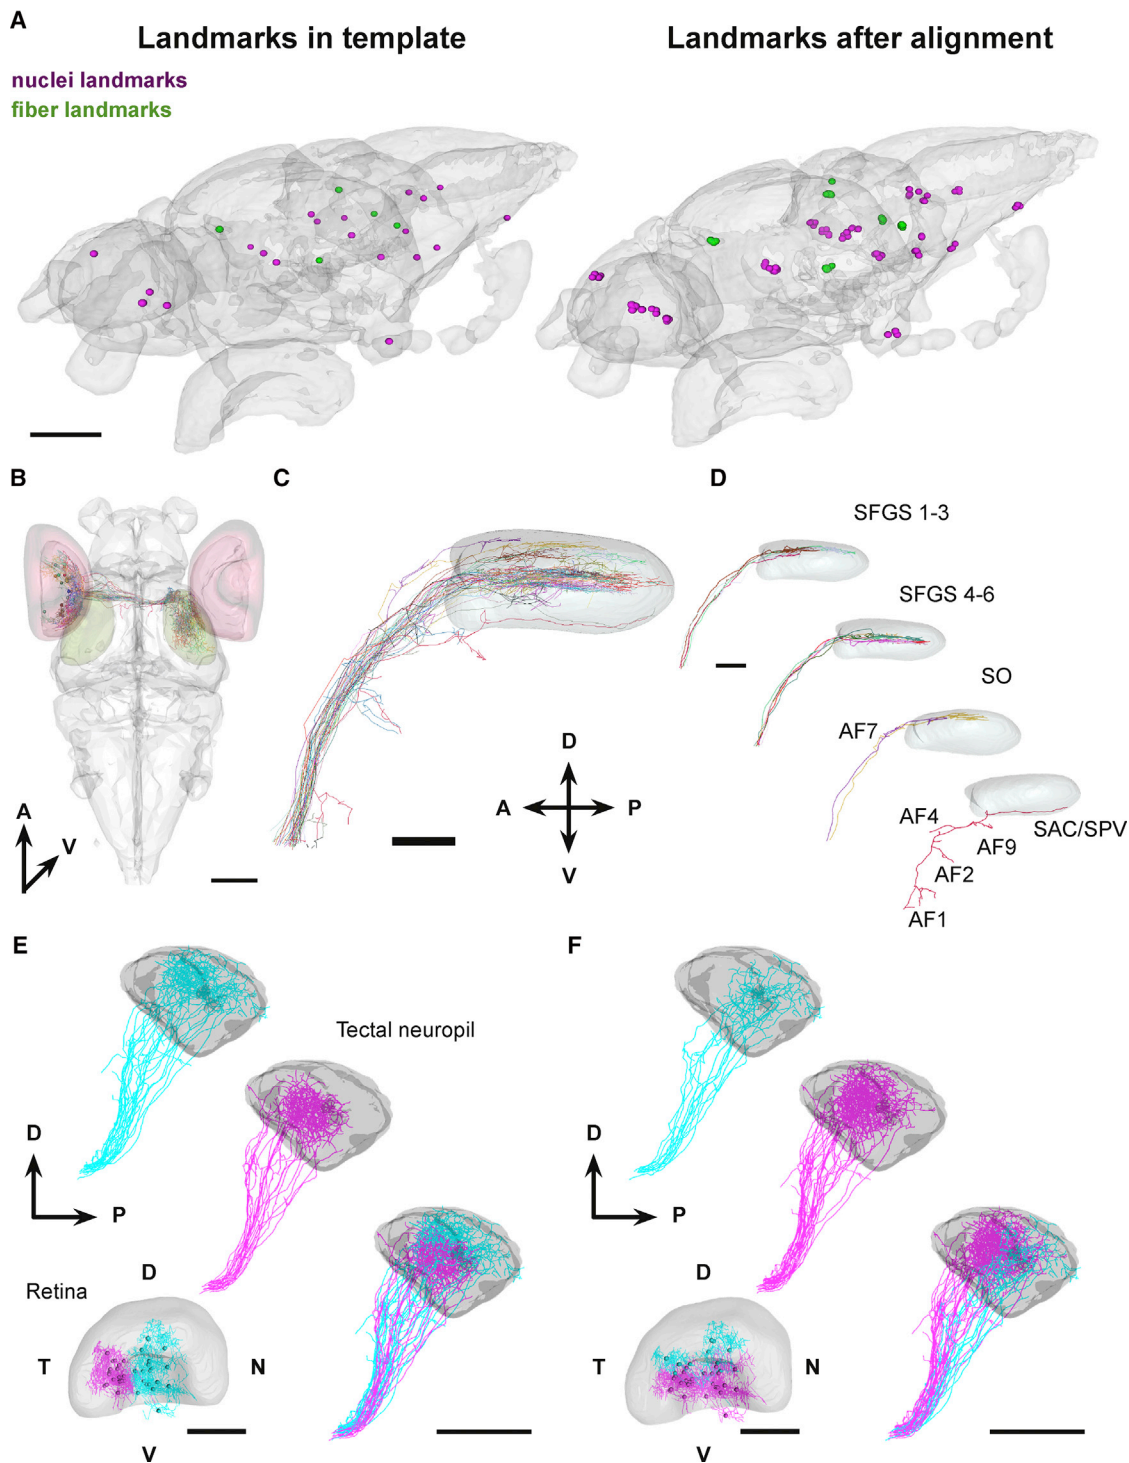 A
Landmarks in template
Landmarks after alignment
nuclei landmarks
fiber landmarks
B
C
D
SFGS 1-3
SFGS 4-6
SO
AF7
AF4
SAC/SPV
AF9
AF2
AF1
A
V
D
A
P
V
E
F
Tectal neuropil
D
P
D
P
Retina
D
T
N
V
D
T
N
V